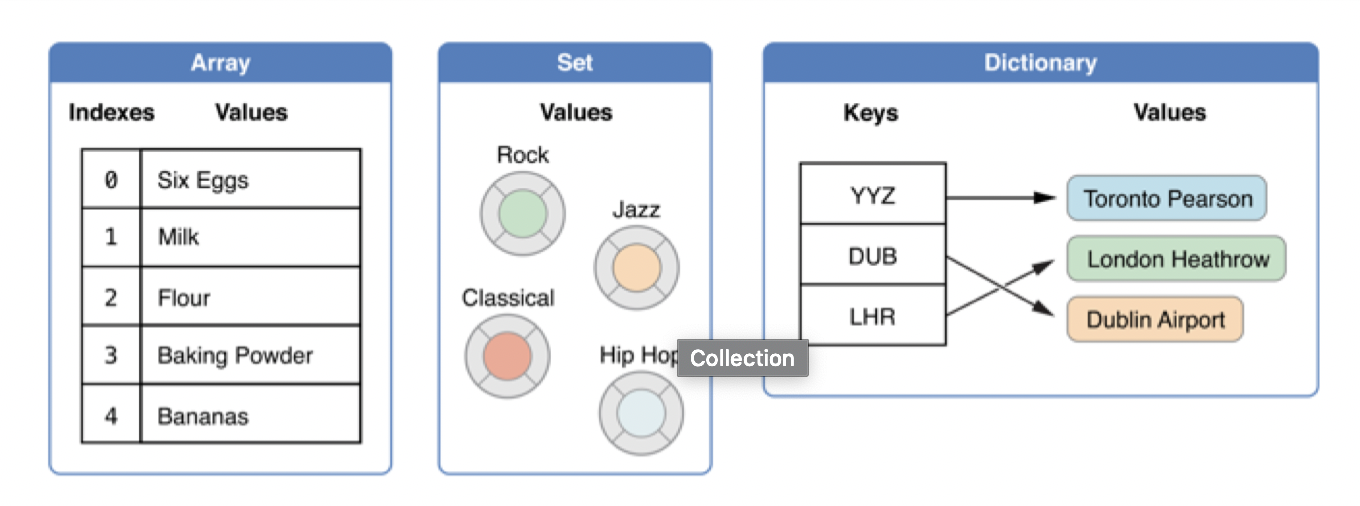 Array
Indexes Values
0 Six Eggs
1 Milk
2 Flour
3 Baking Powder
4 Bananas
Set
Values
Rock
Jazz
Classical
Hip Hop
Collection
Dictionary
Keys Values
YYZ Toronto Pearson
DUB London Heathrow
LHR Dublin Airport